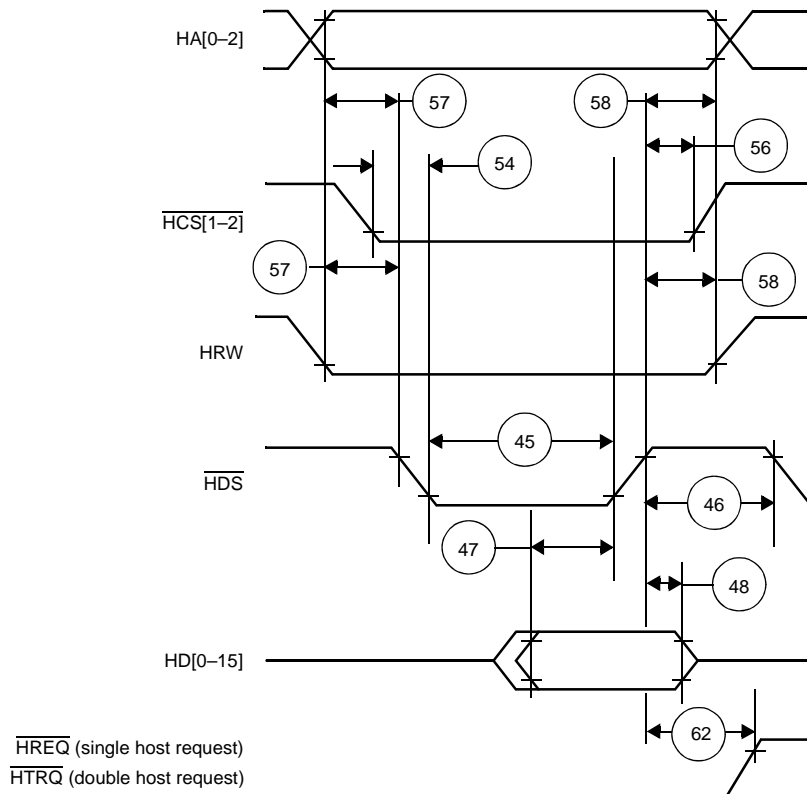 HA[0–2]
57
58
56
54
HCS[1–2]
57
58
HRW
45
HDS
46
47
48
HD[0–15]
62
HREQ (single host request)
HTRQ (double host request)